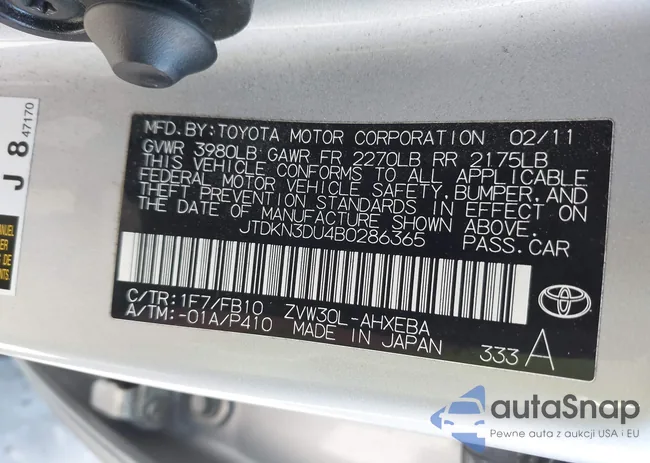 MFD.BY:TOYOTA MOTOR CORPORATION 02/11
GVWR 3980LB GAWR FR 2270LB RR 2175LB
THIS VEHICLE CONFORMS TO ALL APPLICABLE
FEDERAL MOTOR VEHICLE SAFETY, BUMPER, AND
THEFT PREVENTION STANDARDS IN EFFECT ON
THE DATE OF MANUFACTURE SHOWN ABOVE.
JTDKN3DU4B0286365 PASS.CAR
C/TR:1F7/FB10 ZVW30L-AHXEBA
A/TM:-01A/P410 MADE IN JAPAN 333 A
J 8 47170
autaSnap
Pewne auta z aukcji USA i EU